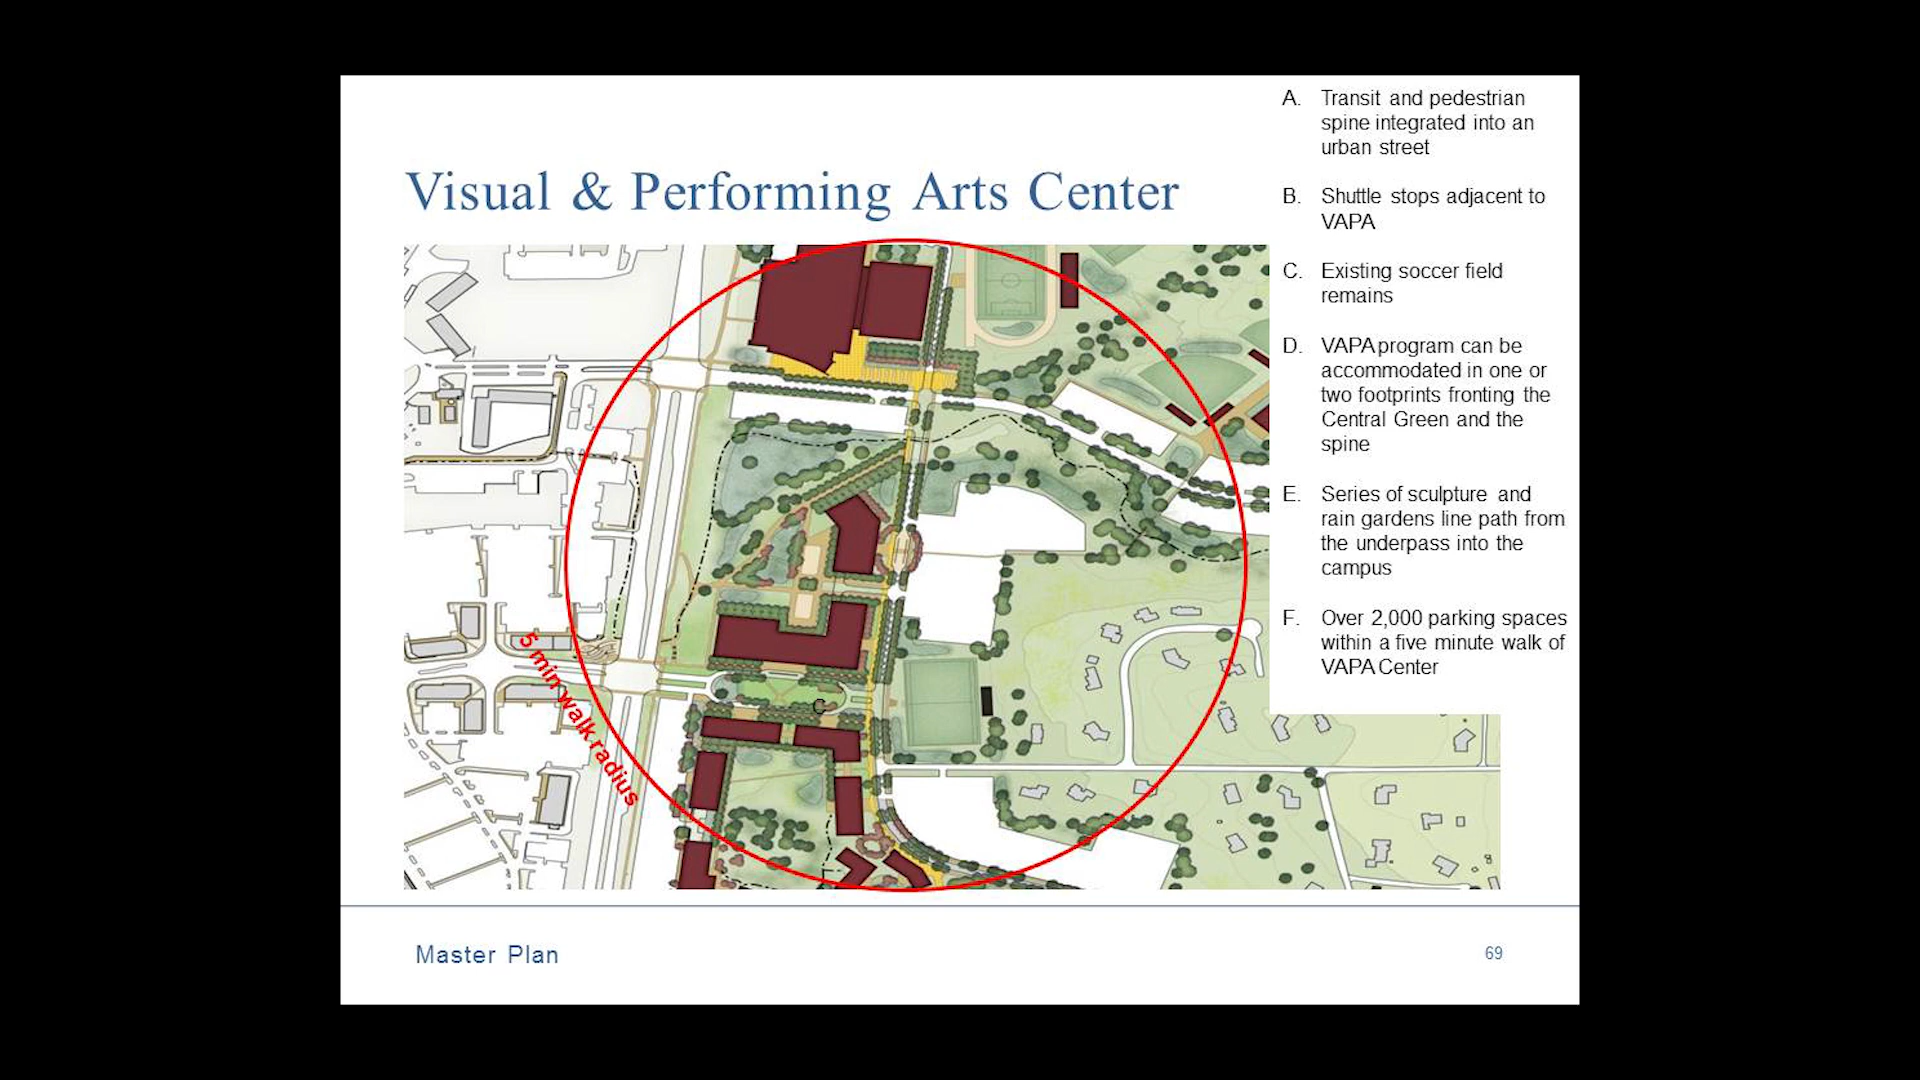 Visual & Performing Arts Center
A. Transit and pedestrian
spine integrated into an
urban street
B. Shuttle stops adjacent to
VAPA
C. Existing soccer field
remains
D. VAPA program can be
accommodated in one or
two footprints fronting the
Central Green and the
spine
E. Series of sculpture and
rain gardens line path from
the underpass into the
campus
F. Over 2,000 parking spaces
within a five minute walk of
VAPA Center
5 min walk radius
C
Master Plan
69